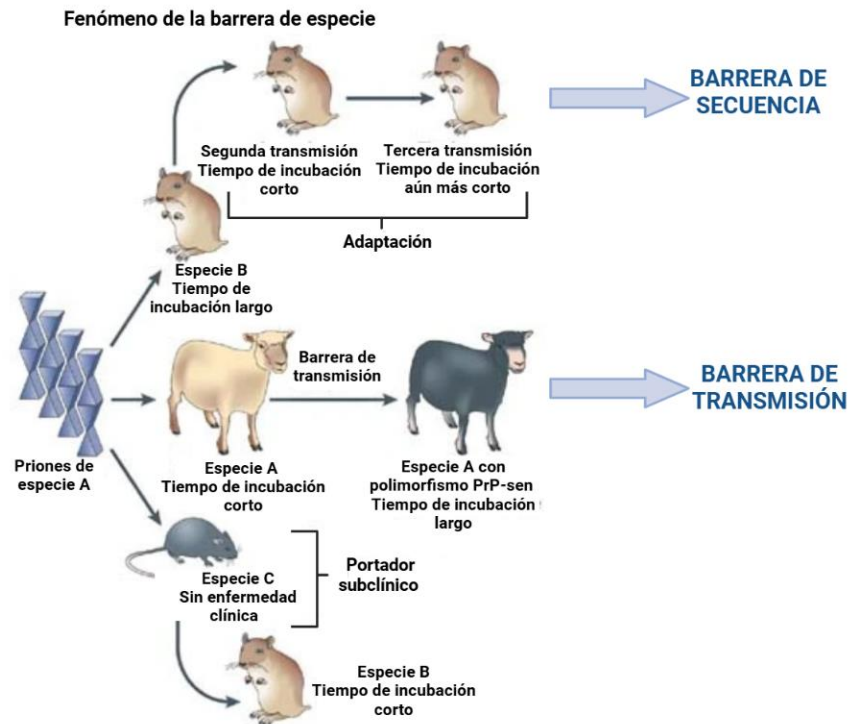 Fenómeno de la barrera de especie
BARRERA DE
SECUENCIA
Segunda transmisión
Tiempo de incubación
corto
Tercera transmisión
Tiempo de incubación
aún más corto
Adaptación
Especie B
Tiempo de
incubación largo
Barrera de
transmisión
BARRERA DE
TRANSMISIÓN
Priones de
especie A
Especie A
Tiempo de incubación
corto
Especie A con
polimorfismo PrP-sen
Tiempo de incubación
largo
Especie C
Sin enfermedad
clínica
Portador
subclínico
Especie B
Tiempo de incubación
corto